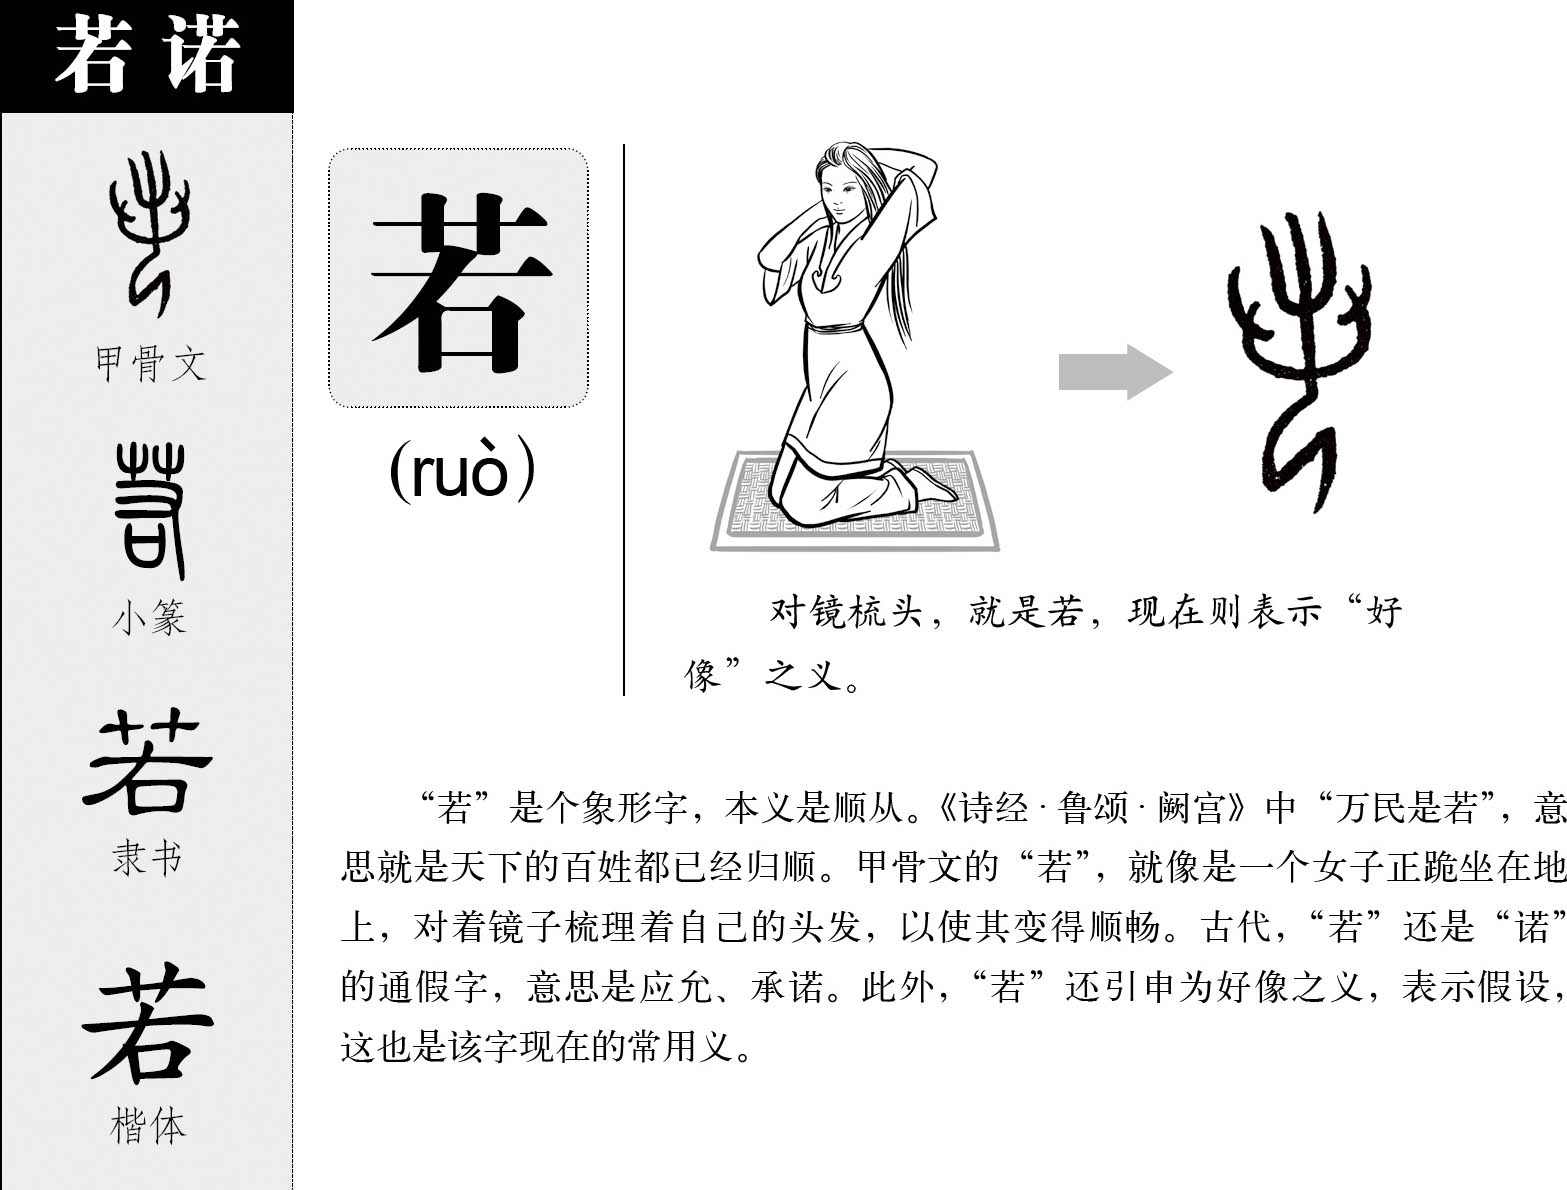 若 诺
甲骨文
小篆
隶书
若
楷体
若
(ruò)
对镜梳头，就是若，现在则表示“好
像”之义。
“若”是个象形字，本义是顺从。《诗经·鲁颂·阙宫》中“万民是若”，意
思就是天下的百姓都已经归顺。甲骨文的“若”，就像是一个女子正跪坐在地
上，对着镜子梳理着自己的头发，以使其变得顺畅。古代，“若”还是“诺”
的通假字，意思是应允、承诺。此外，“若”还引申为好像之义，表示假设，
这也是该字现在的常用义。